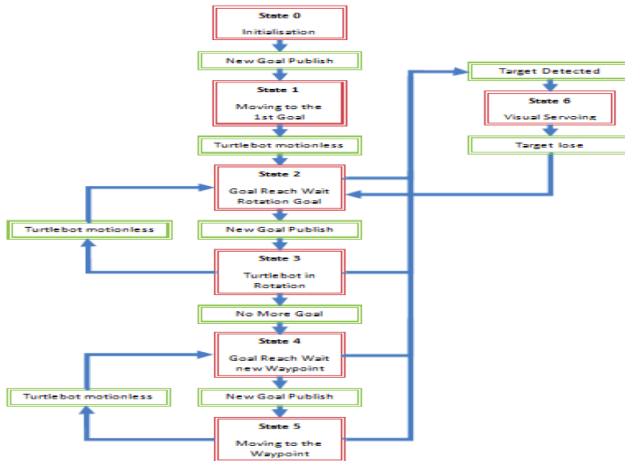 State 0
Initialisation
New Goal Publish
State 1
Moving to the
1st Goal
Turtlebot motionless
State 2
Goal Reach Wait
Rotation Goal
Turtlebot motionless
New Goal Publish
State 3
Turtlebot in
Rotation
No More Goal
State 4
Goal Reach Wait
new Waypoint
Turtlebot motionless
New Goal Publish
State 5
Moving to the
Waypoint
Target Detected
State 6
Visual Servoing
Target lose